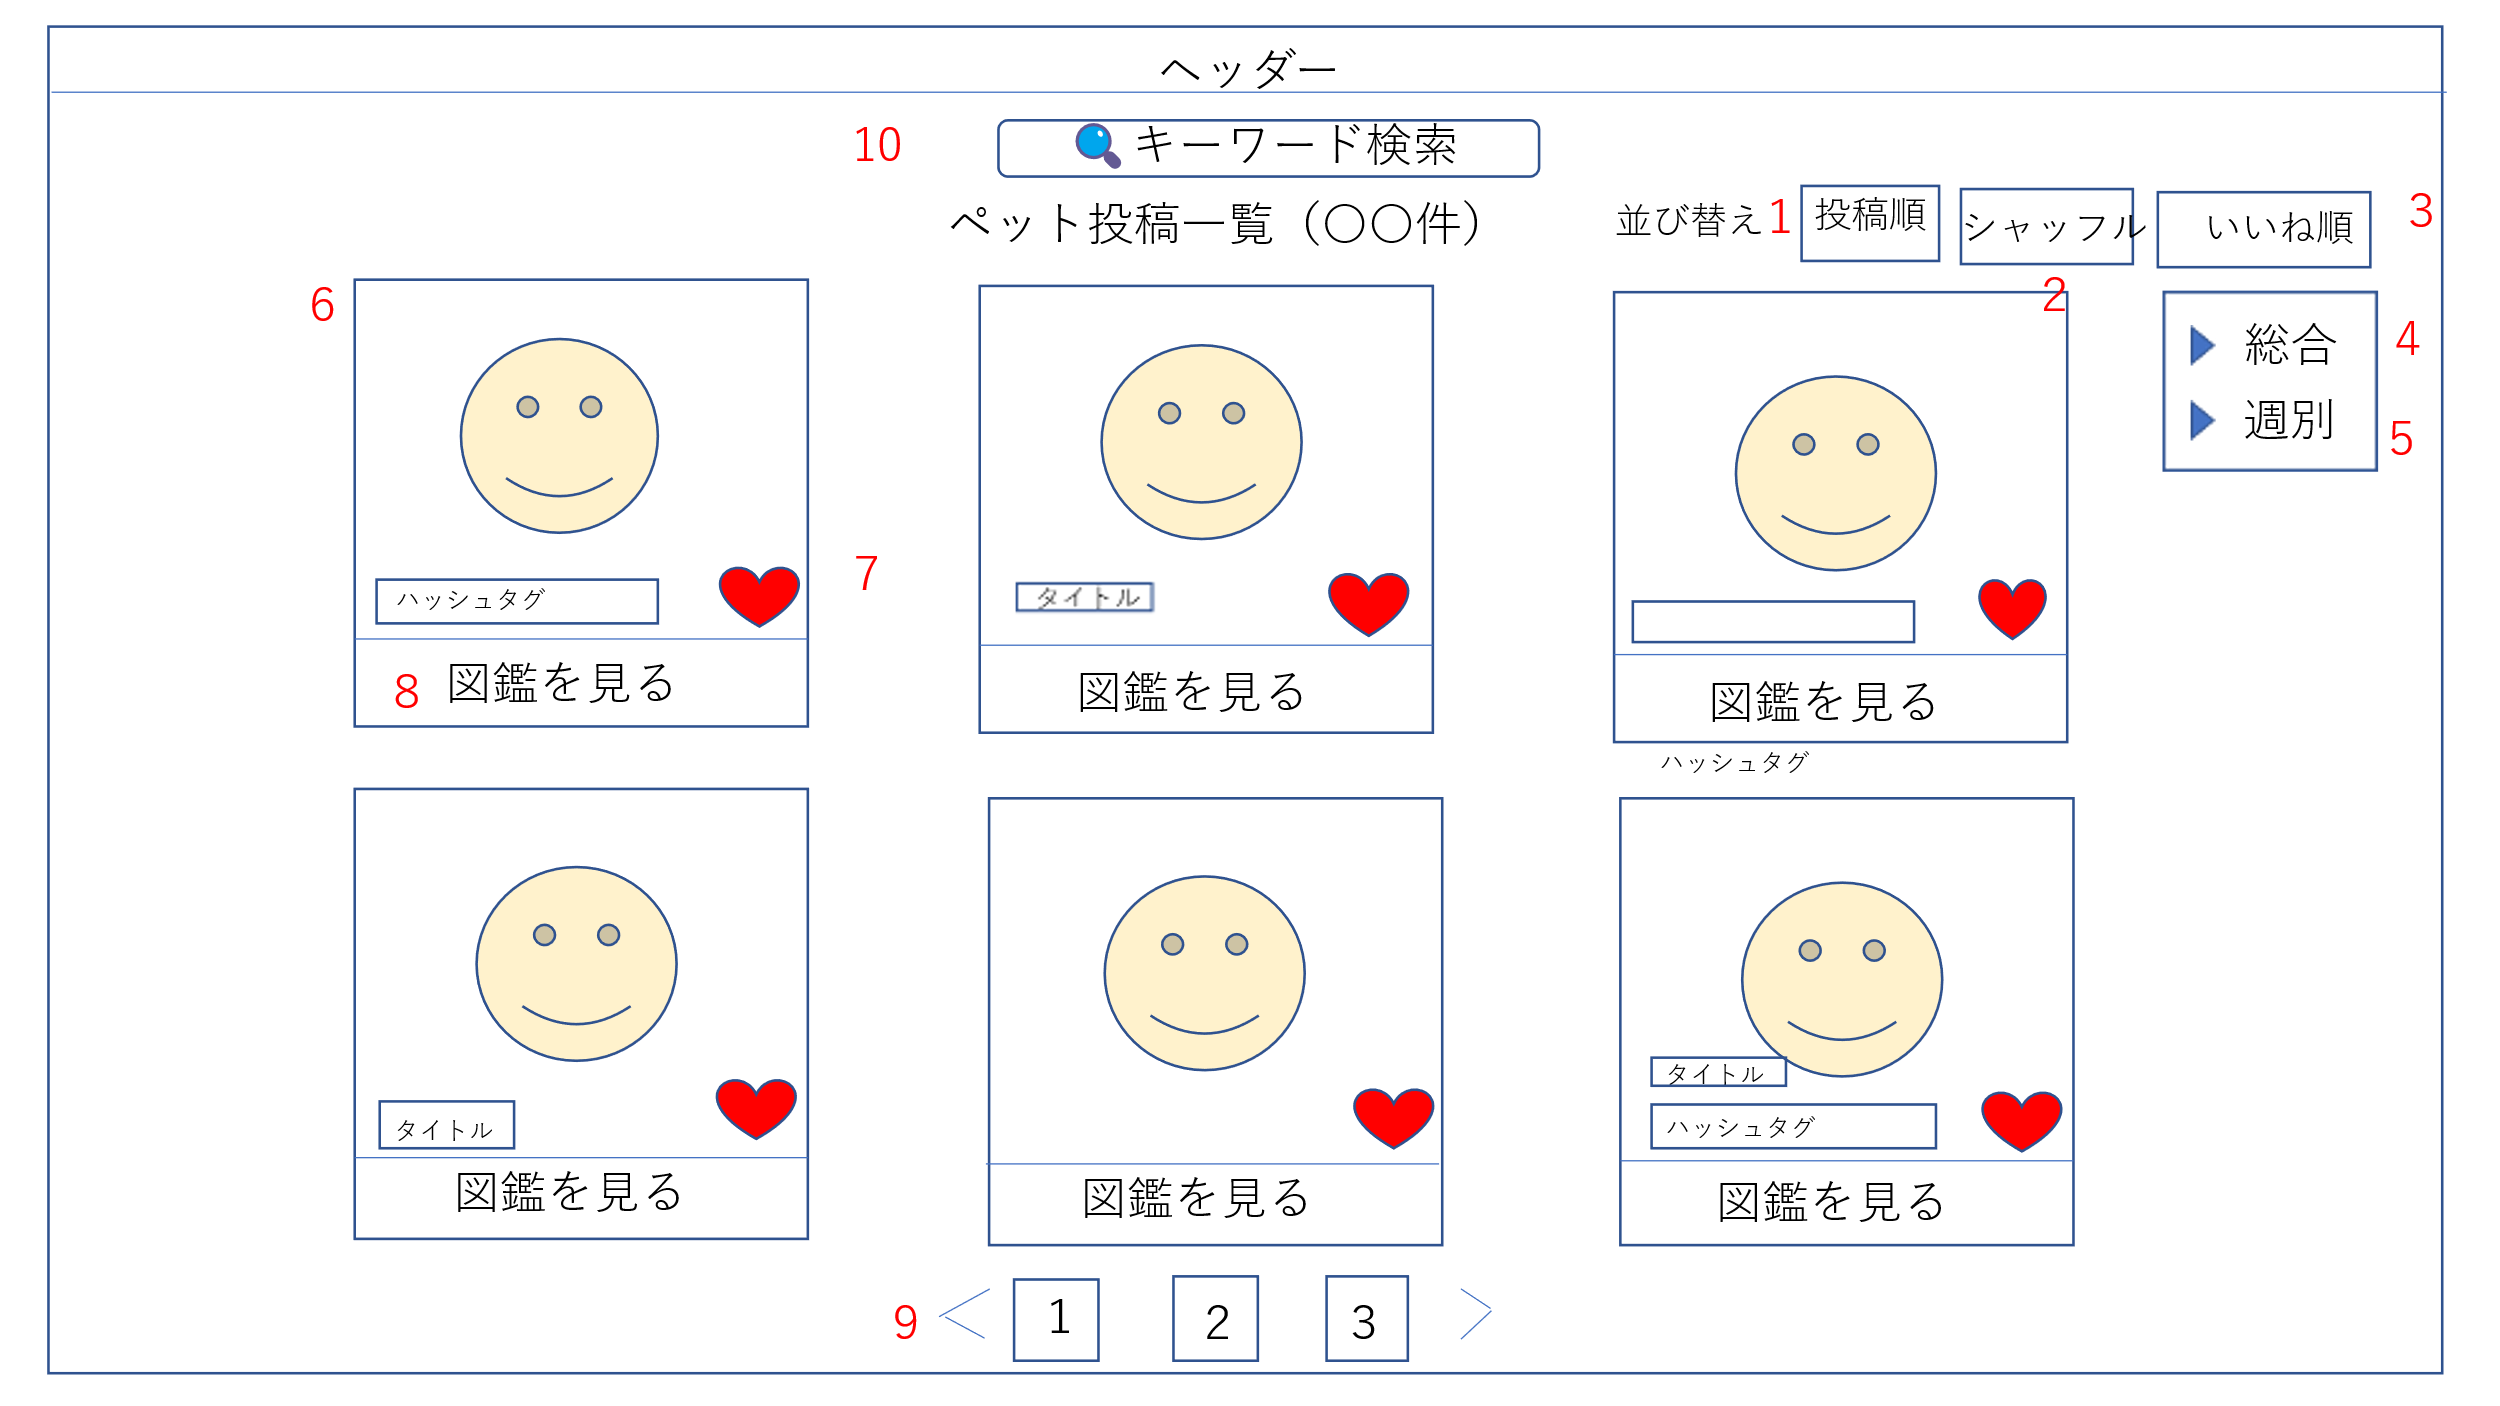 ヘッダー
10
キーワード検索
ペット投稿一覧（〇〇件）
並び替え
1
投稿順
シャッフル
いいね順
3
2
6
総合
4
週別
5
ハッシュタグ
7
タイトル
8
図鑑を見る
図鑑を見る
図鑑を見る
ハッシュタグ
タイトル
タイトル
ハッシュタグ
図鑑を見る
図鑑を見る
図鑑を見る
9
1
2
3